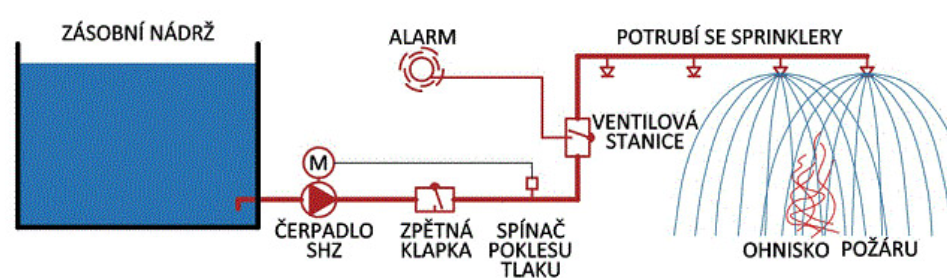 ZÁSOBNÍ NÁDRŽ
ALARM
POTRUBÍ SE SPRINKLERY
VENTILOVÁ
STANICE
M
ČERPADLO
SHZ
ZPĚTNÁ
KLAPKA
SPÍNAČ
POKLESU
TLAKU
OHNISKO POŽÁRU